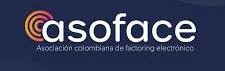 asoface
Asociación colombiana de factoring electrónico